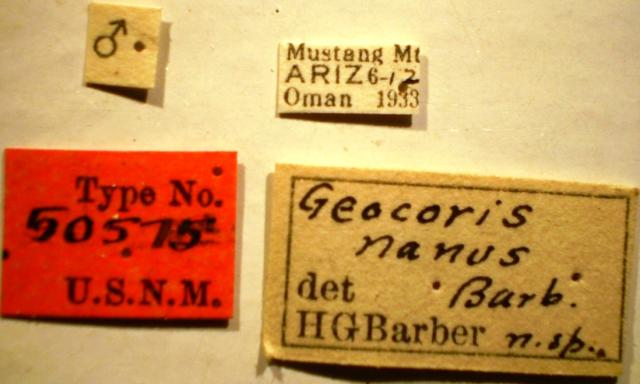 ♂
Mustang Mt
ARIZ 6-12
Oman 1933
Type No.
50575
U.S.N.M.
Geocoris
nanus
det Barb.
HGBarber n.sp.